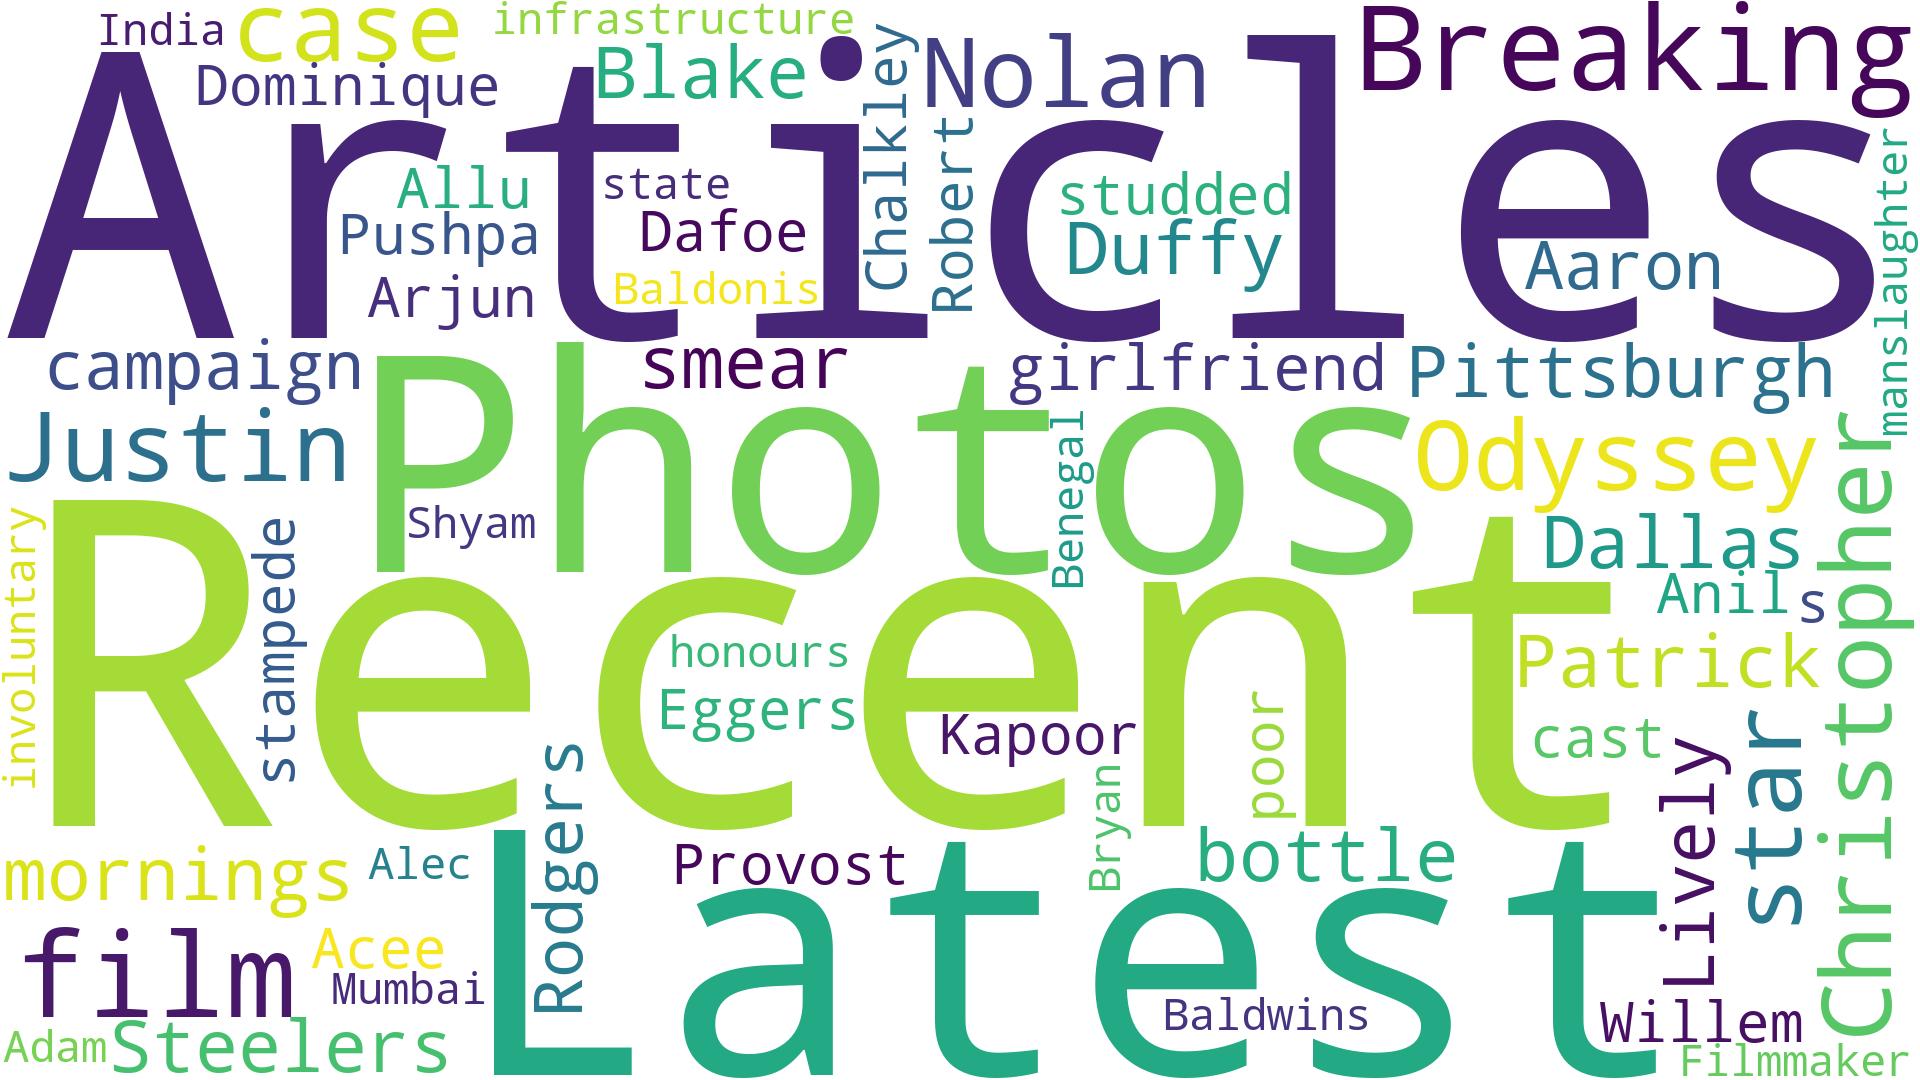 India
case
infrastructure
Breaking
Dominique
Blake
Chalkley
Nolan
Articles
Robert
Allu
state
studded
manslaughter
Pushpa
Dafoe
Duffy
Aaron
Arjun
Baldonis
campaign
smear
girlfriend
Pittsburgh
Justin
Photos
Benegal
Odyssey
Christopher
involuntary
stampede
Shyam
Dallas
Recent
Anil
s
honours
Patrick
Eggers
Kapoor
poor
cast
Rodgers
Bryan
Lively
star
mornings
Alec
Provost
bottle
film
Acee
Latest
Mumbai
Baldwins
Willem
Adam
Steelers
Filmmaker